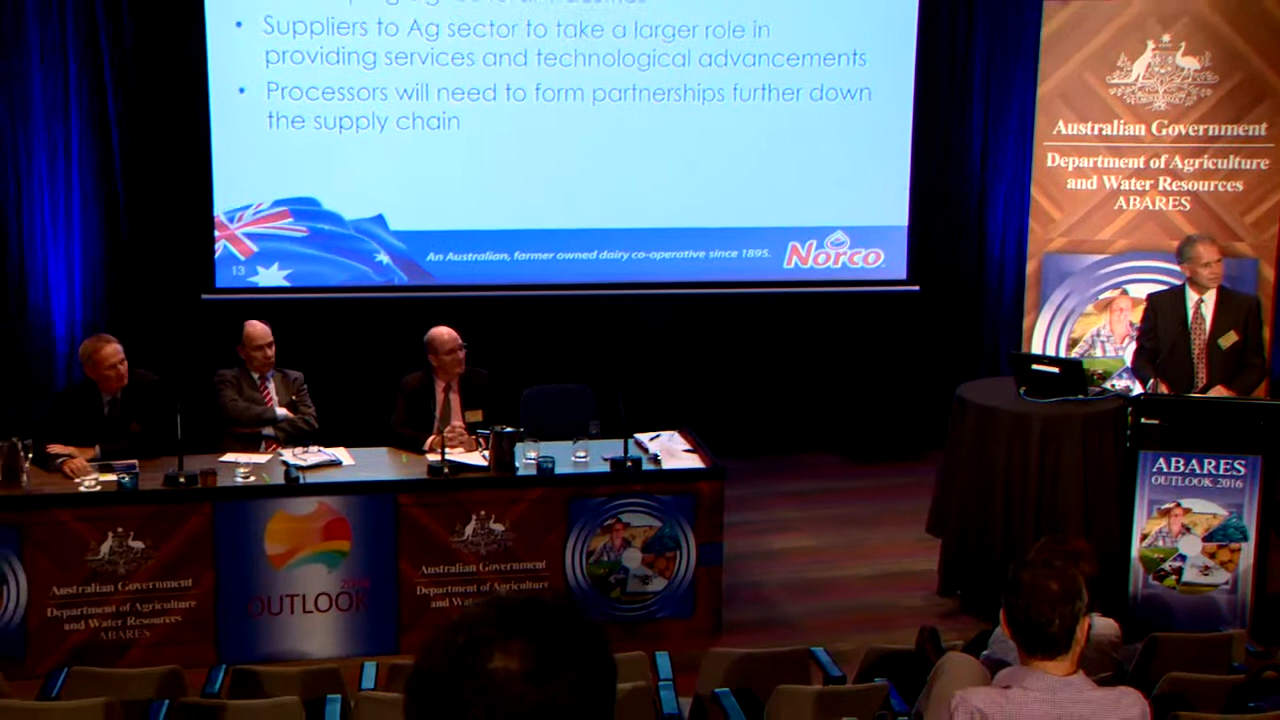 • Suppliers to Ag sector to take a larger role in
providing services and technological advancements
• Processors will need to form partnerships further down
the supply chain
13
An Australian, farmer owned dairy co-operative since 1895.
Norco
Australian Government
Department of Agriculture
and Water Resources
ABARES
ABARES
OUTLOOK 2016
Australian Government
Department of Agriculture
and Water Resources
ABARES
OUTLOOK
Australian Government
Department of Agriculture